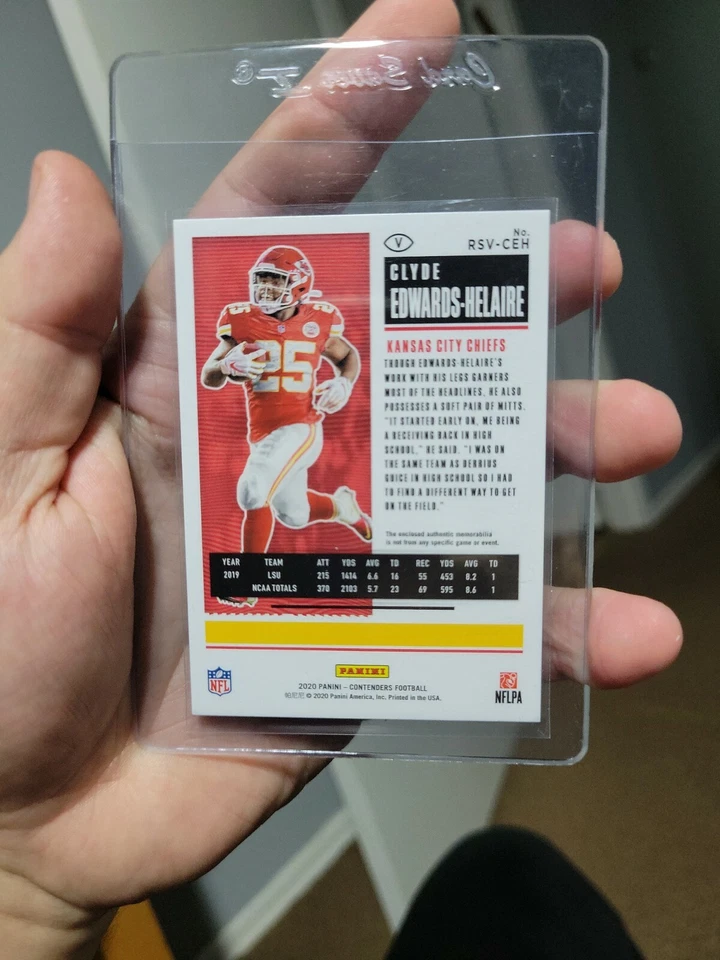 Card Saver I ®
V
No.
RSV-CEH
CLYDE
EDWARDS-HELAIRE
KANSAS CITY CHIEFS
THOUGH EDWARDS-HELAIRE'S
WORK WITH HIS LEGS GARNERS
MOST OF THE HEADLINES, HE ALSO
POSSESSES A SOFT PAIR OF MITTS.
"IT STARTED EARLY ON, ME BEING
A RECEIVING BACK IN HIGH
SCHOOL," HE SAID. "I WAS ON
THE SAME TEAM AS DERRIUS
GUICE IN HIGH SCHOOL SO I HAD
TO FIND A DIFFERENT WAY TO GET
ON THE FIELD."
The enclosed authentic memorabilia
is not from any specific game or event.
25
25
YEAR TEAM ATT YDS AVG TD REC YDS AVG TD
2019 LSU 215 1414 6.6 16 55 453 8.2 1
NCAA TOTALS 370 2103 5.7 23 69 595 8.6 1
NFL
PANINI
2020 PANINI – CONTENDERS FOOTBALL
帕尼尼 © 2020 Panini America, Inc. Printed in the USA.
NFLPA